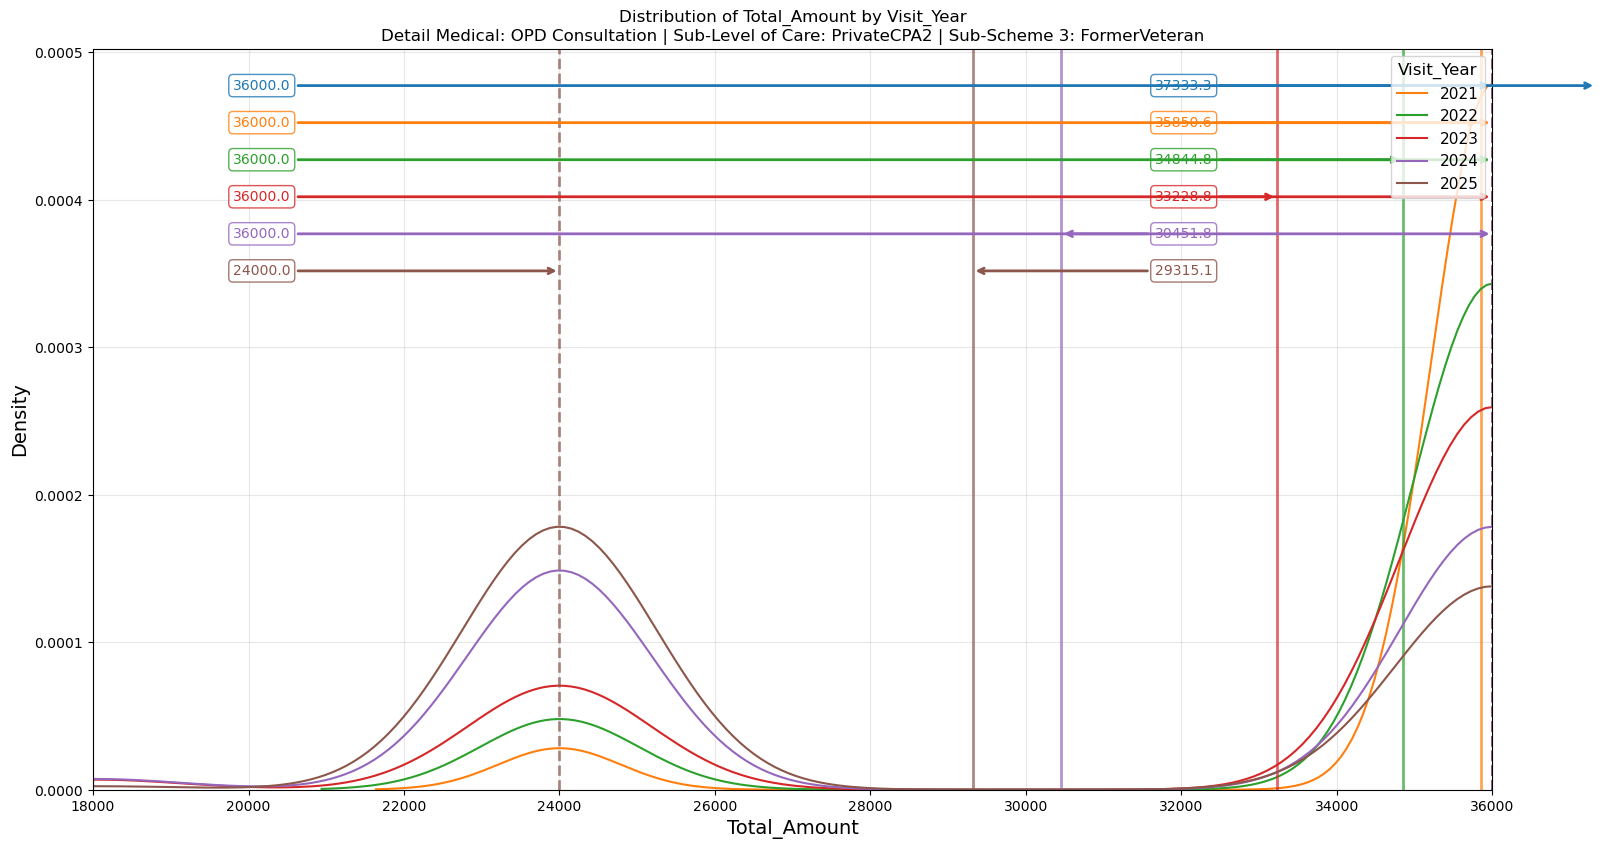 Distribution of Total_Amount by Visit_Year
Detail Medical: OPD Consultation | Sub-Level of Care: PrivateCPA2 | Sub-Scheme 3: FormerVeteran
0.0005
0.0004
0.0003
0.0002
0.0001
0.0000
Density
36000.0 37333.3
36000.0 35850.6
36000.0 34844.8
36000.0 33228.8
36000.0 30451.8
24000.0 29315.1
Visit_Year
2021
2022
2023
2024
2025
18000 20000 22000 24000 26000 28000 30000 32000 34000 36000
Total_Amount